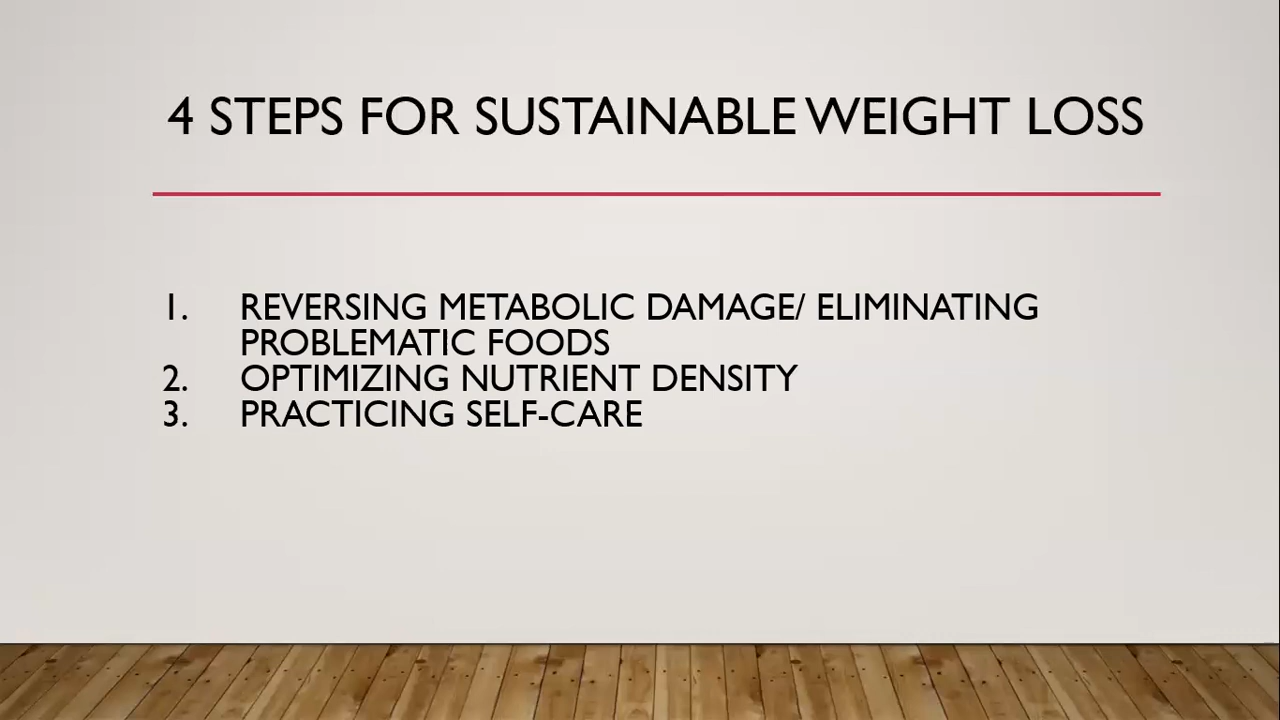 4 STEPS FOR SUSTAINABLE WEIGHT LOSS
1. REVERSING METABOLIC DAMAGE/ ELIMINATING
PROBLEMATIC FOODS
2. OPTIMIZING NUTRIENT DENSITY
3. PRACTICING SELF-CARE